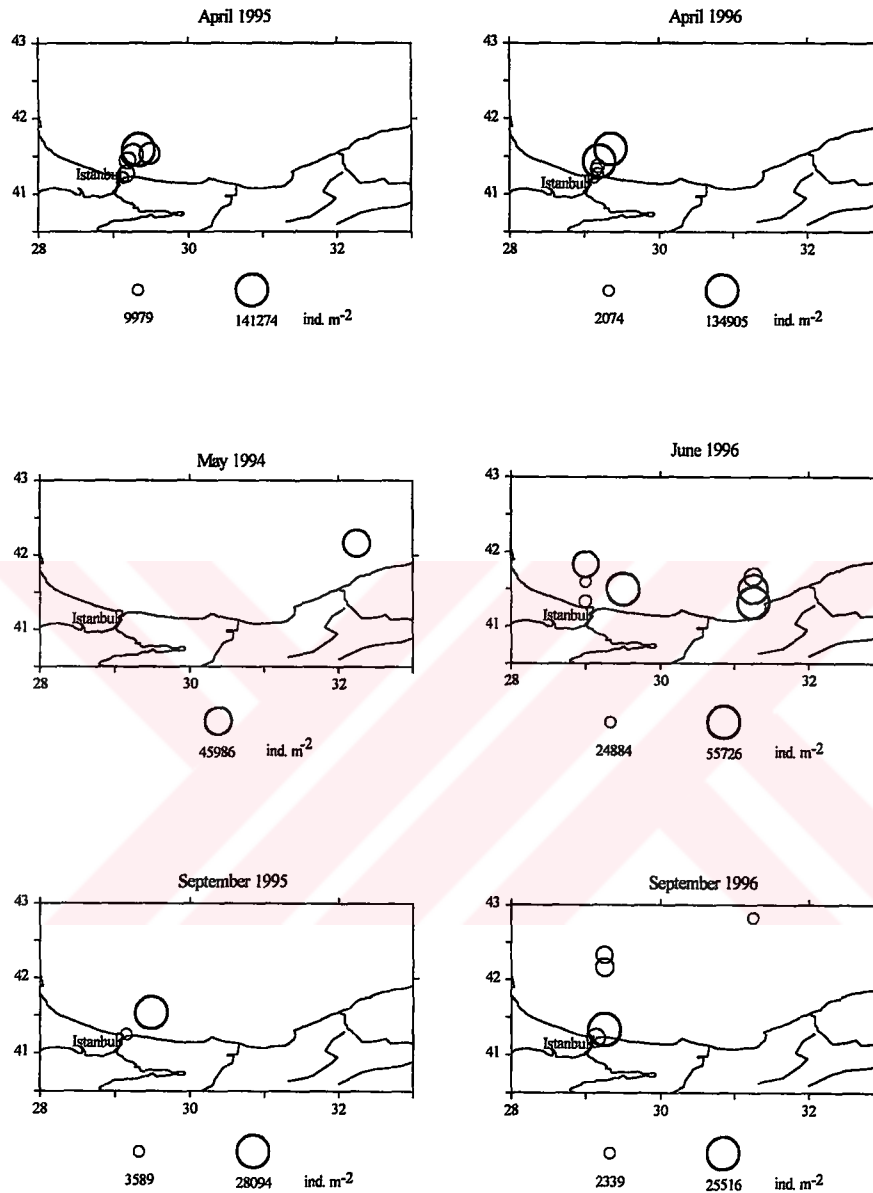 April 1995
April 1996
43
42
41
Istanbul
28
30
32
43
42
41
Istanbul
28
30
32
9979
141274
ind. m-2
2074
134905
ind. m-2
May 1994
June 1996
43
42
41
Istanbul
28
30
32
43
42
41
Istanbul
28
30
32
45986
ind. m-2
24884
55726
ind. m-2
September 1995
September 1996
43
42
41
Istanbul
28
30
32
43
42
41
Istanbul
28
30
32
3589
28094
ind. m-2
2339
25516
ind. m-2